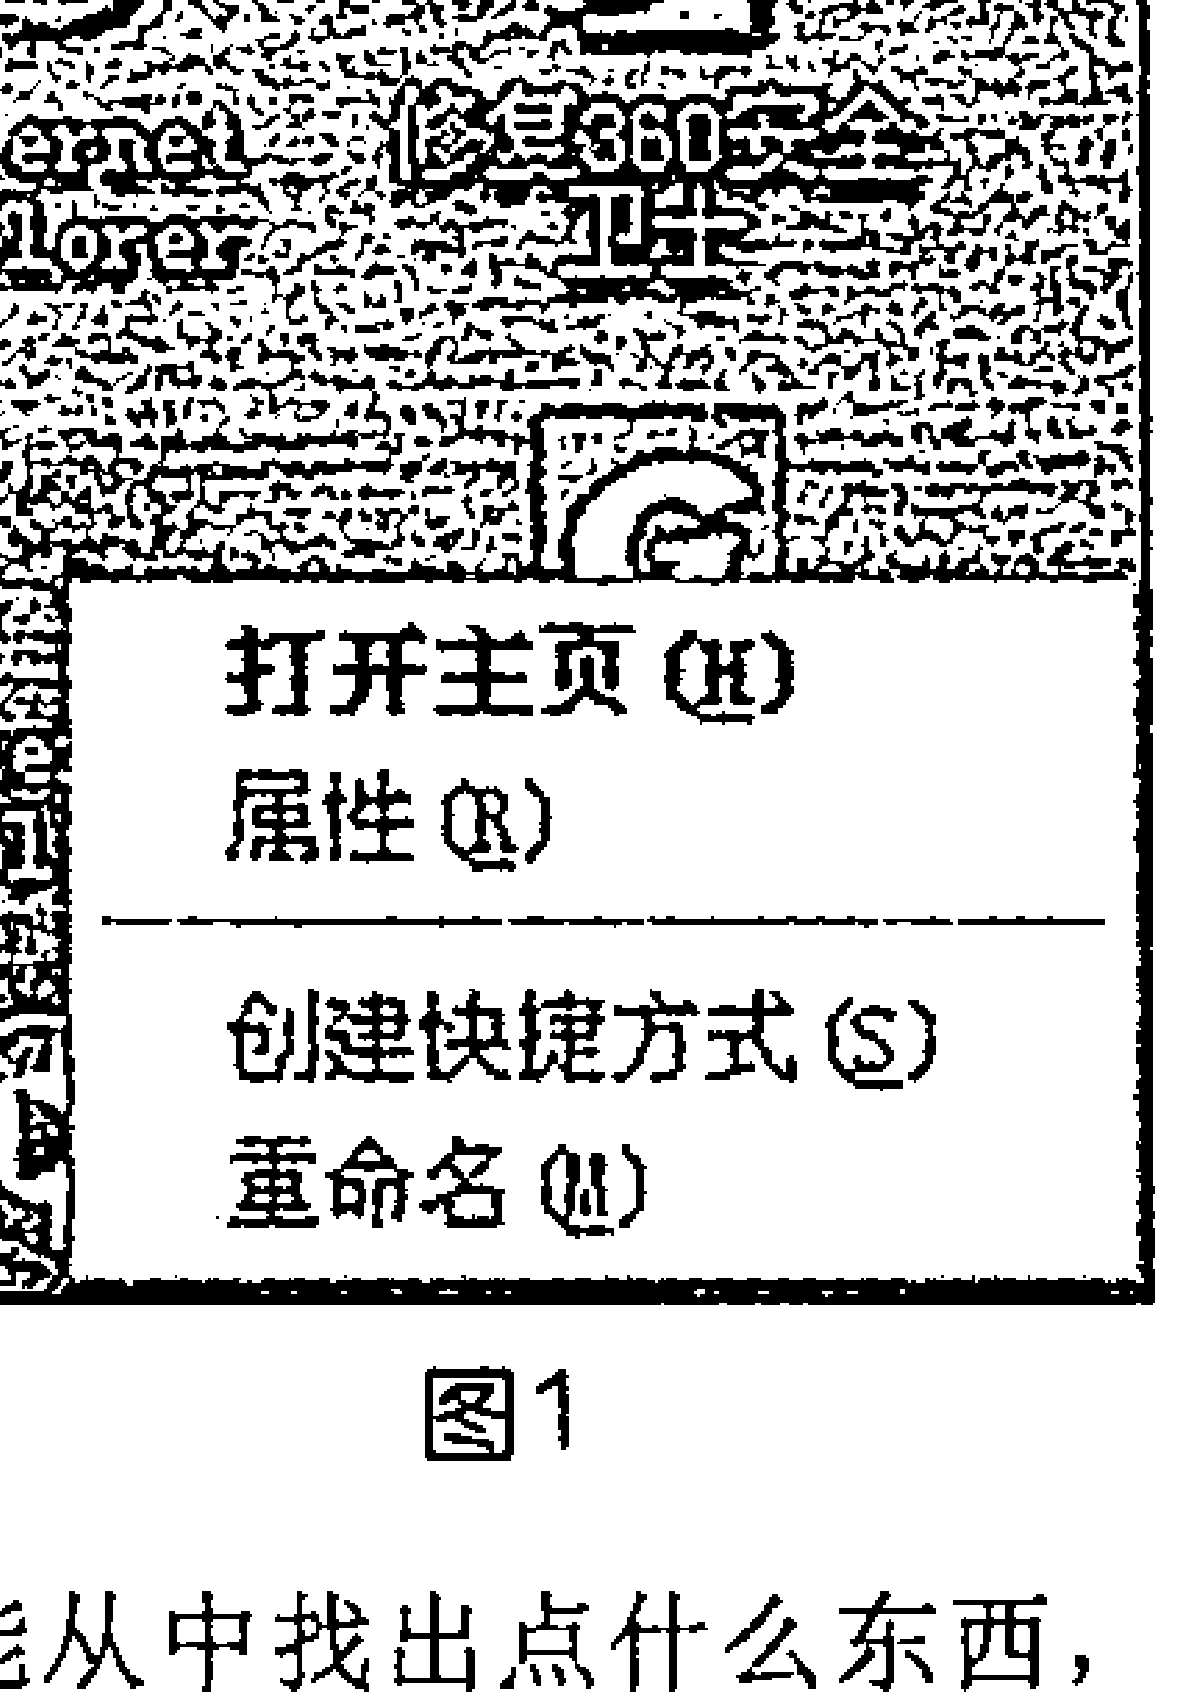 ernet
修复360安全
lorer
卫士
打开主页(H)
属性(R)
创建快捷方式(S)
重命名(M)
图1
能从中找出点什么东西，